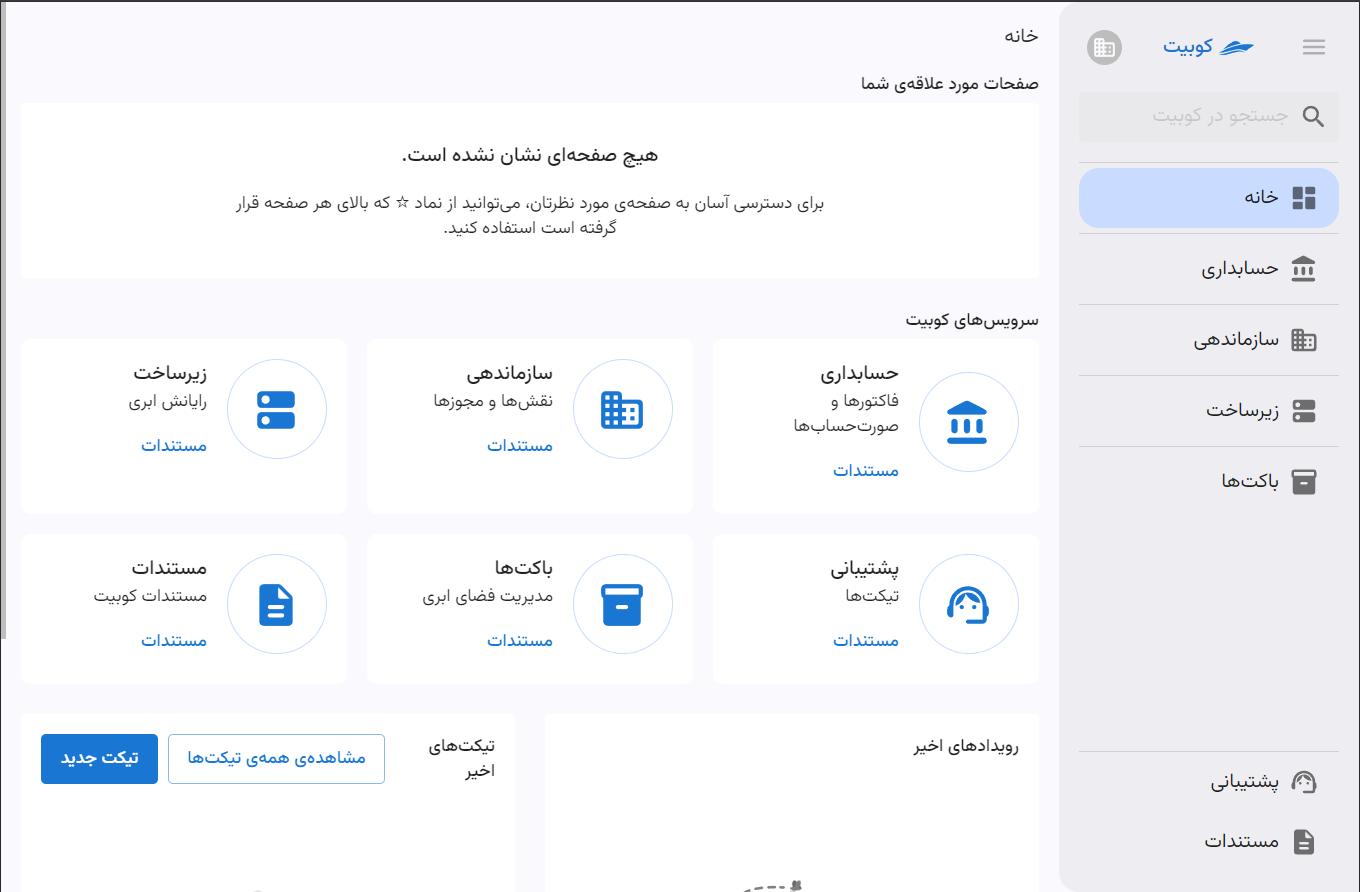 کوبیت
جستجو در کوبیت
خانه
حسابداری
سازماندهی
زیرساخت
باکت‌ها
پشتیبانی
مستندات
خانه
صفحات مورد علاقه‌ی شما
هیچ صفحه‌ای نشان نشده است.
برای دسترسی آسان به صفحه‌ی مورد نظرتان، می‌توانید از نماد ☆ که بالای هر صفحه قرار
گرفته است استفاده کنید.
سرویس‌های کوبیت
حسابداری
فاکتورها و
صورت‌حساب‌ها
مستندات
سازماندهی
نقش‌ها و مجوزها
مستندات
زیرساخت
رایانش ابری
مستندات
پشتیبانی
تیکت‌ها
مستندات
باکت‌ها
مدیریت فضای ابری
مستندات
مستندات
مستندات کوبیت
مستندات
رویدادهای اخیر
تیکت‌های
اخیر
مشاهده‌ی همه‌ی تیکت‌ها
تیکت جدید